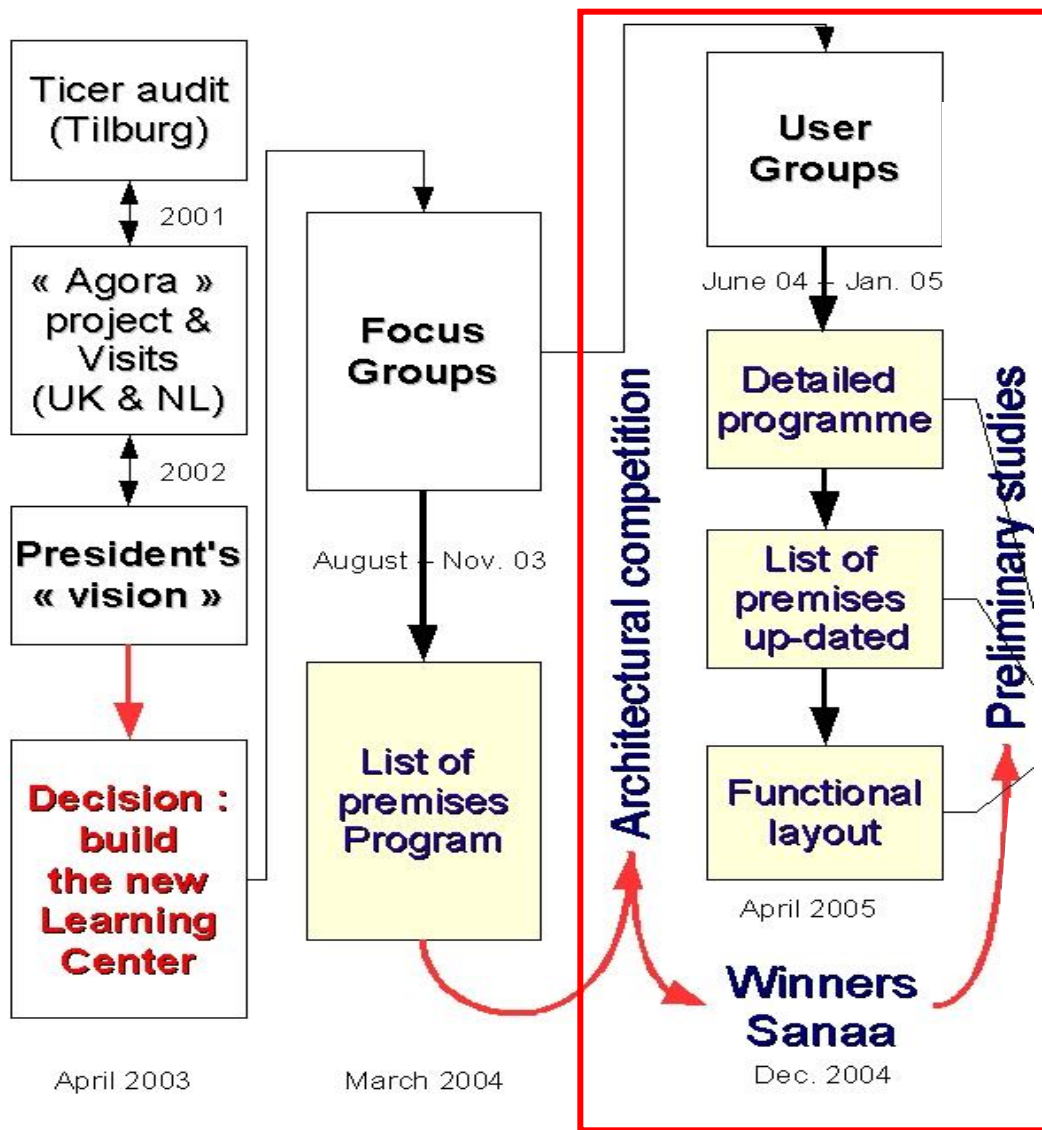 Ticer audit
(Tilburg)
2001
« Agora »
project &
Visits
(UK & NL)
2002
President's
« vision »
Decision :
build
the new
Learning
Center
April 2003
Focus
Groups
August – Nov. 03
List of
premises
Program
March 2004
Architectural competition
User
Groups
June 04 – Jan. 05
Detailed
programme
List of
premises
up-dated
Functional
layout
April 2005
Winners
Sanaa
Dec. 2004
Preliminary studies